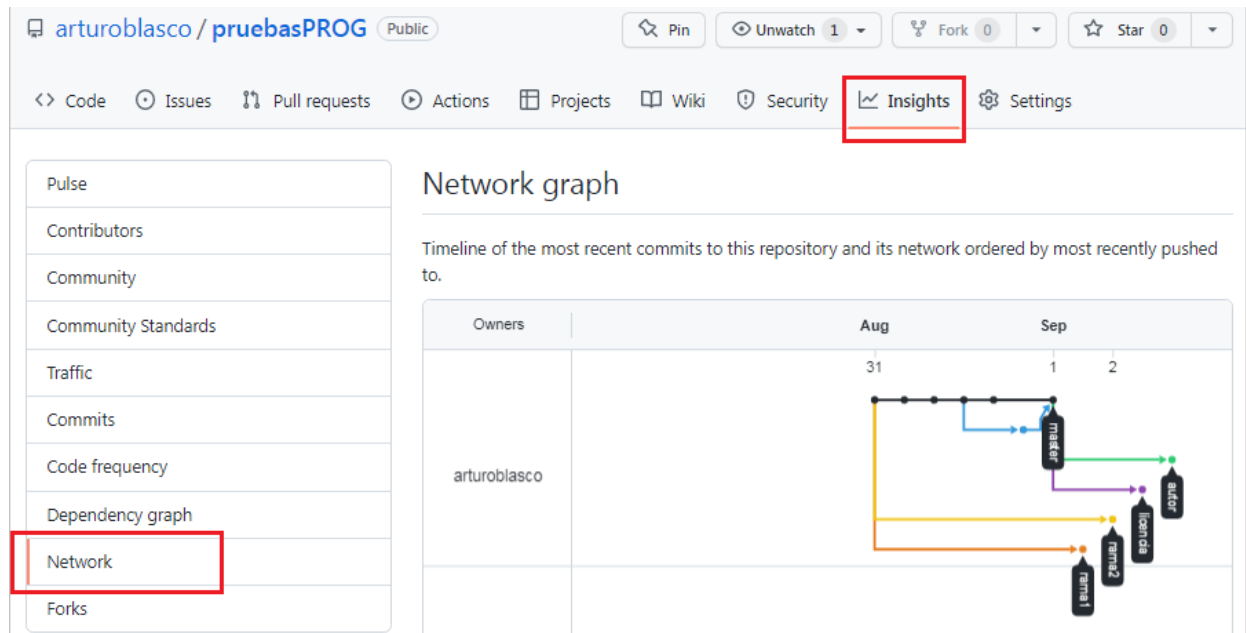 arturoblasco / pruebasPROG Public
Pin
Unwatch 1
Fork 0
Star 0
Code
Issues
Pull requests
Actions
Projects
Wiki
Security
Insights
Settings
Pulse
Contributors
Community
Community Standards
Traffic
Commits
Code frequency
Dependency graph
Network
Forks
Network graph
Timeline of the most recent commits to this repository and its network ordered by most recently pushed
to.
Owners
Aug
Sep
31
1
2
arturoblasco
master
autor
licencia
rama2
rama1